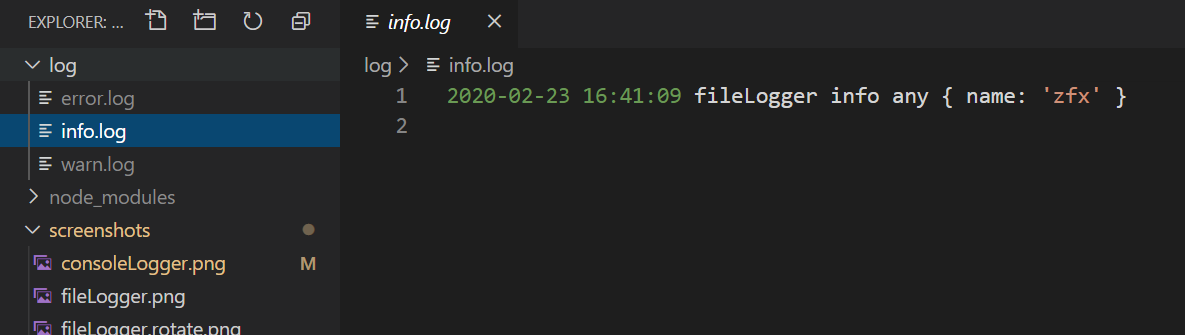 EXPLORER: ...
log
error.log
info.log
warn.log
node_modules
screenshots
consoleLogger.png M
fileLogger.png
fileLogger.rotate.png
info.log
log > info.log
1 2020-02-23 16:41:09 fileLogger info any { name: 'zfx' }
2